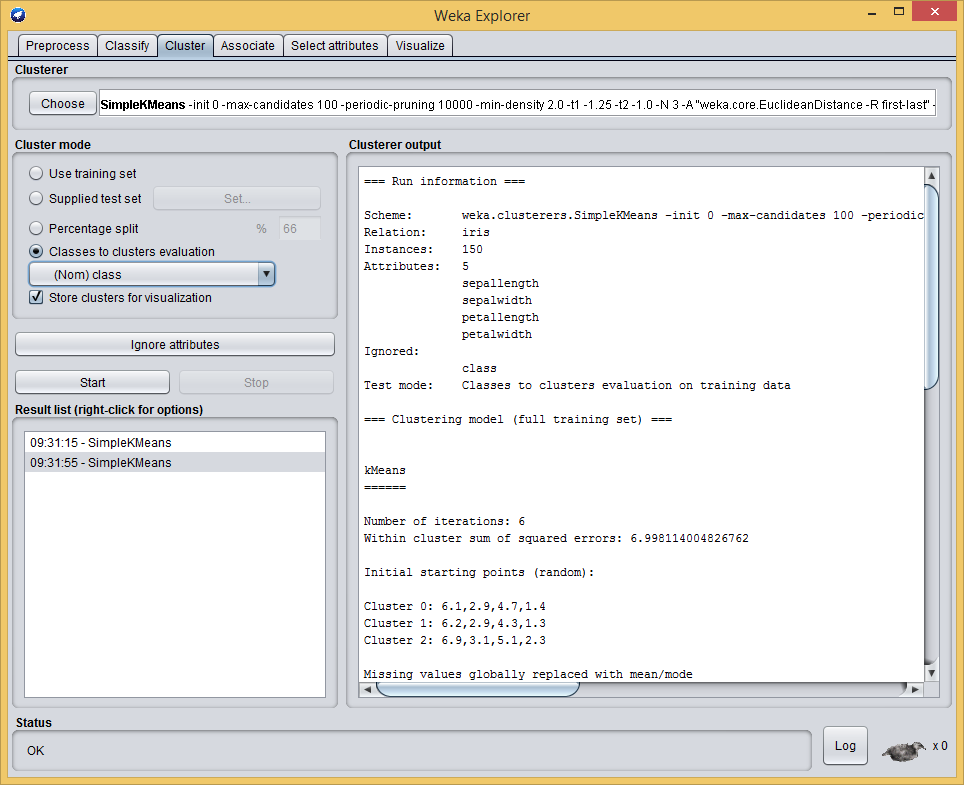 Weka Explorer
Preprocess Classify Cluster Associate Select attributes Visualize
Clusterer
Choose SimpleKMeans -init 0 -max-candidates 100 -periodic-pruning 10000 -min-density 2.0 -t1 -1.25 -t2 -1.0 -N 3 -A "weka.core.EuclideanDistance -R first-last" -
Cluster mode
Use training set
Supplied test set Set...
Percentage split % 66
Classes to clusters evaluation
(Nom) class
Store clusters for visualization
Ignore attributes
Start Stop
Result list (right-click for options)
09:31:15 - SimpleKMeans
09:31:55 - SimpleKMeans
Clusterer output
=== Run information ===
Scheme: weka.clusterers.SimpleKMeans -init 0 -max-candidates 100 -periodic
Relation: iris
Instances: 150
Attributes: 5
sepallength
sepalwidth
petallength
petalwidth
Ignored:
class
Test mode: Classes to clusters evaluation on training data
=== Clustering model (full training set) ===
kMeans
======
Number of iterations: 6
Within cluster sum of squared errors: 6.998114004826762
Initial starting points (random):
Cluster 0: 6.1,2.9,4.7,1.4
Cluster 1: 6.2,2.9,4.3,1.3
Cluster 2: 6.9,3.1,5.1,2.3
Missing values globally replaced with mean/mode
Status
OK
Log
x 0